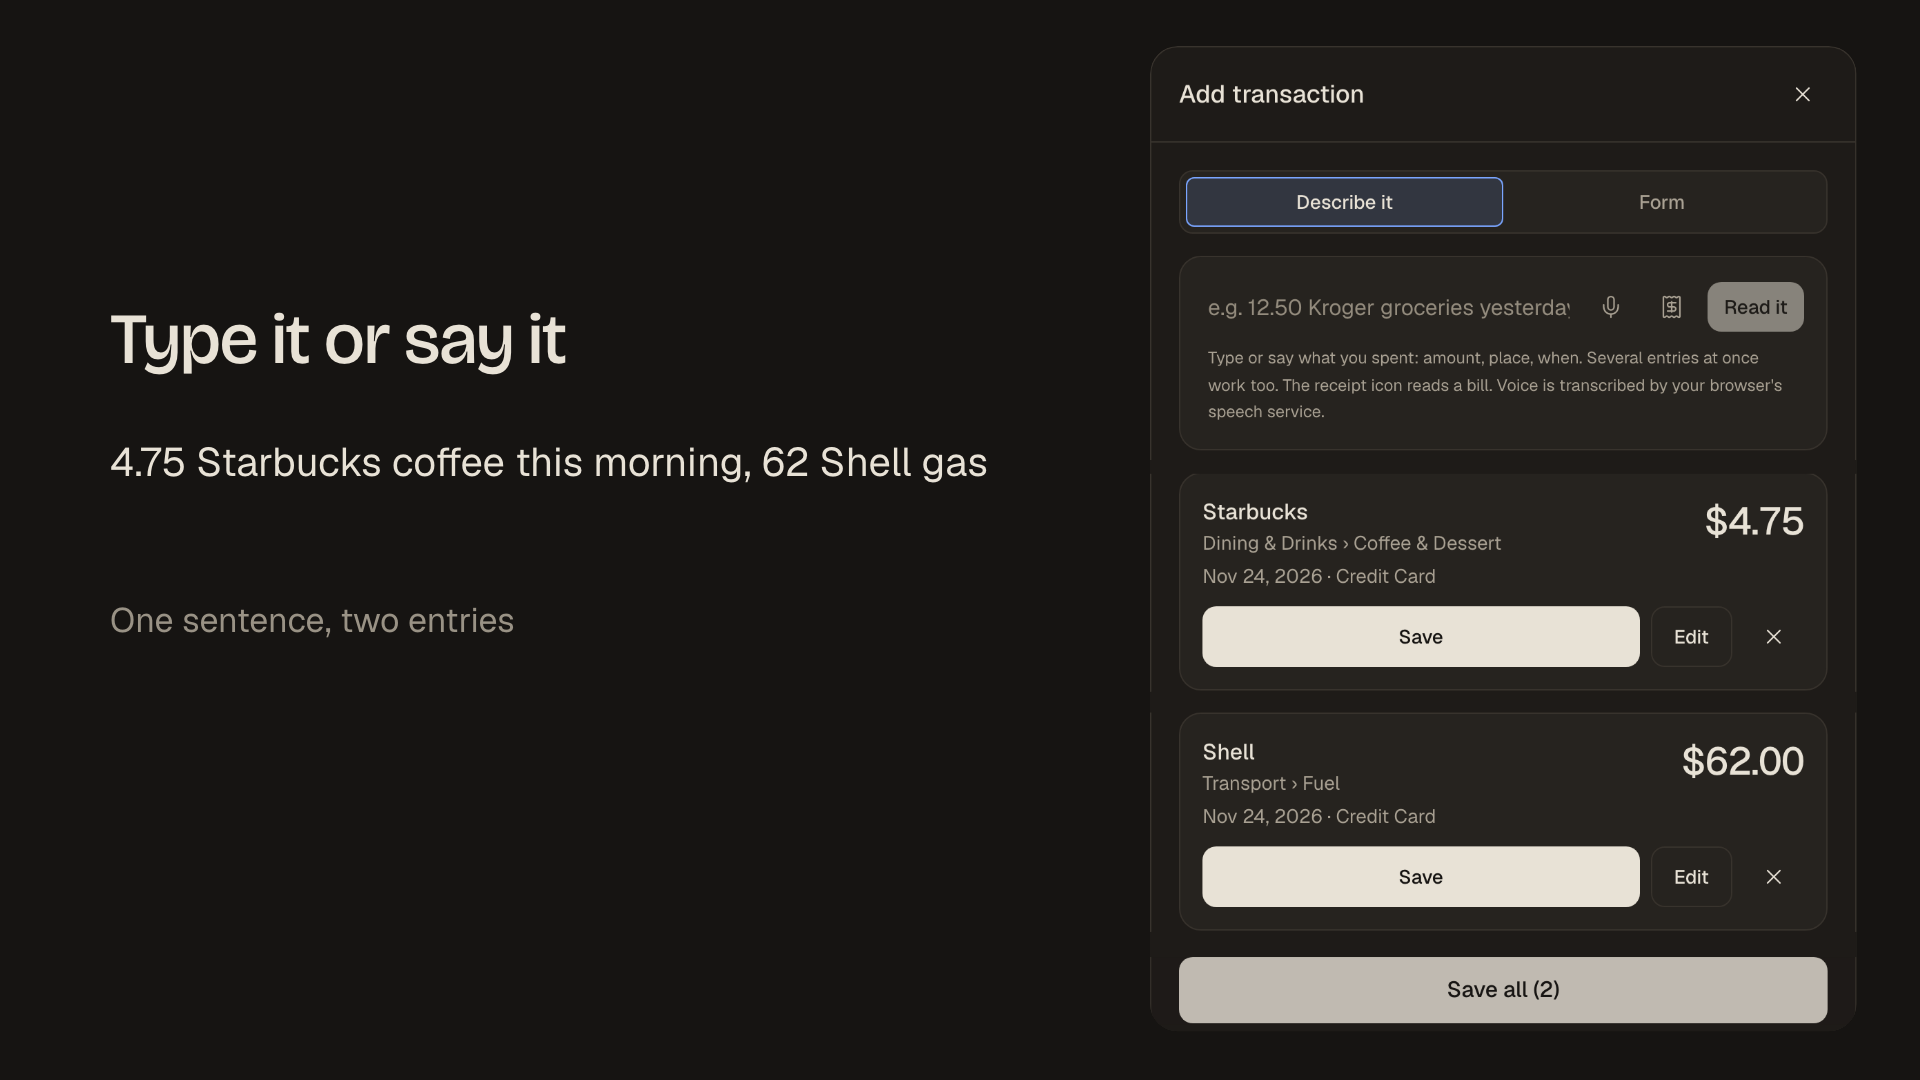 Type it or say it
4.75 Starbucks coffee this morning, 62 Shell gas
One sentence, two entries
Add transaction
Describe it
Form
e.g. 12.50 Kroger groceries yesterday
Read it
Type or say what you spent: amount, place, when. Several entries at once
work too. The receipt icon reads a bill. Voice is transcribed by your browser's
speech service.
Starbucks
$4.75
Dining & Drinks › Coffee & Dessert
Nov 24, 2026 · Credit Card
Save
Edit
Shell
$62.00
Transport › Fuel
Nov 24, 2026 · Credit Card
Save
Edit
Save all (2)